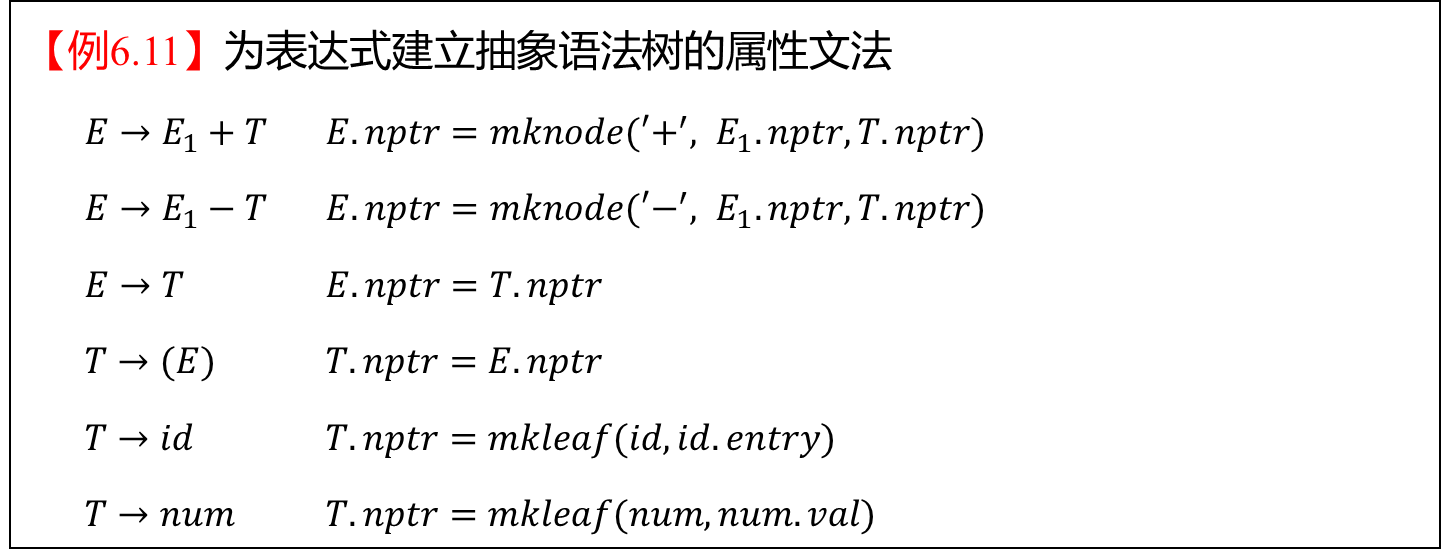 【例6.11】为表达式建立抽象语法树的属性文法
E → E₁ + T E.nptr = mknode(′+′, E₁.nptr, T.nptr)
E → E₁ − T E.nptr = mknode(′−′, E₁.nptr, T.nptr)
E → T E.nptr = T.nptr
T → (E) T.nptr = E.nptr
T → id T.nptr = mkleaf(id, id.entry)
T → num T.nptr = mkleaf(num, num.val)